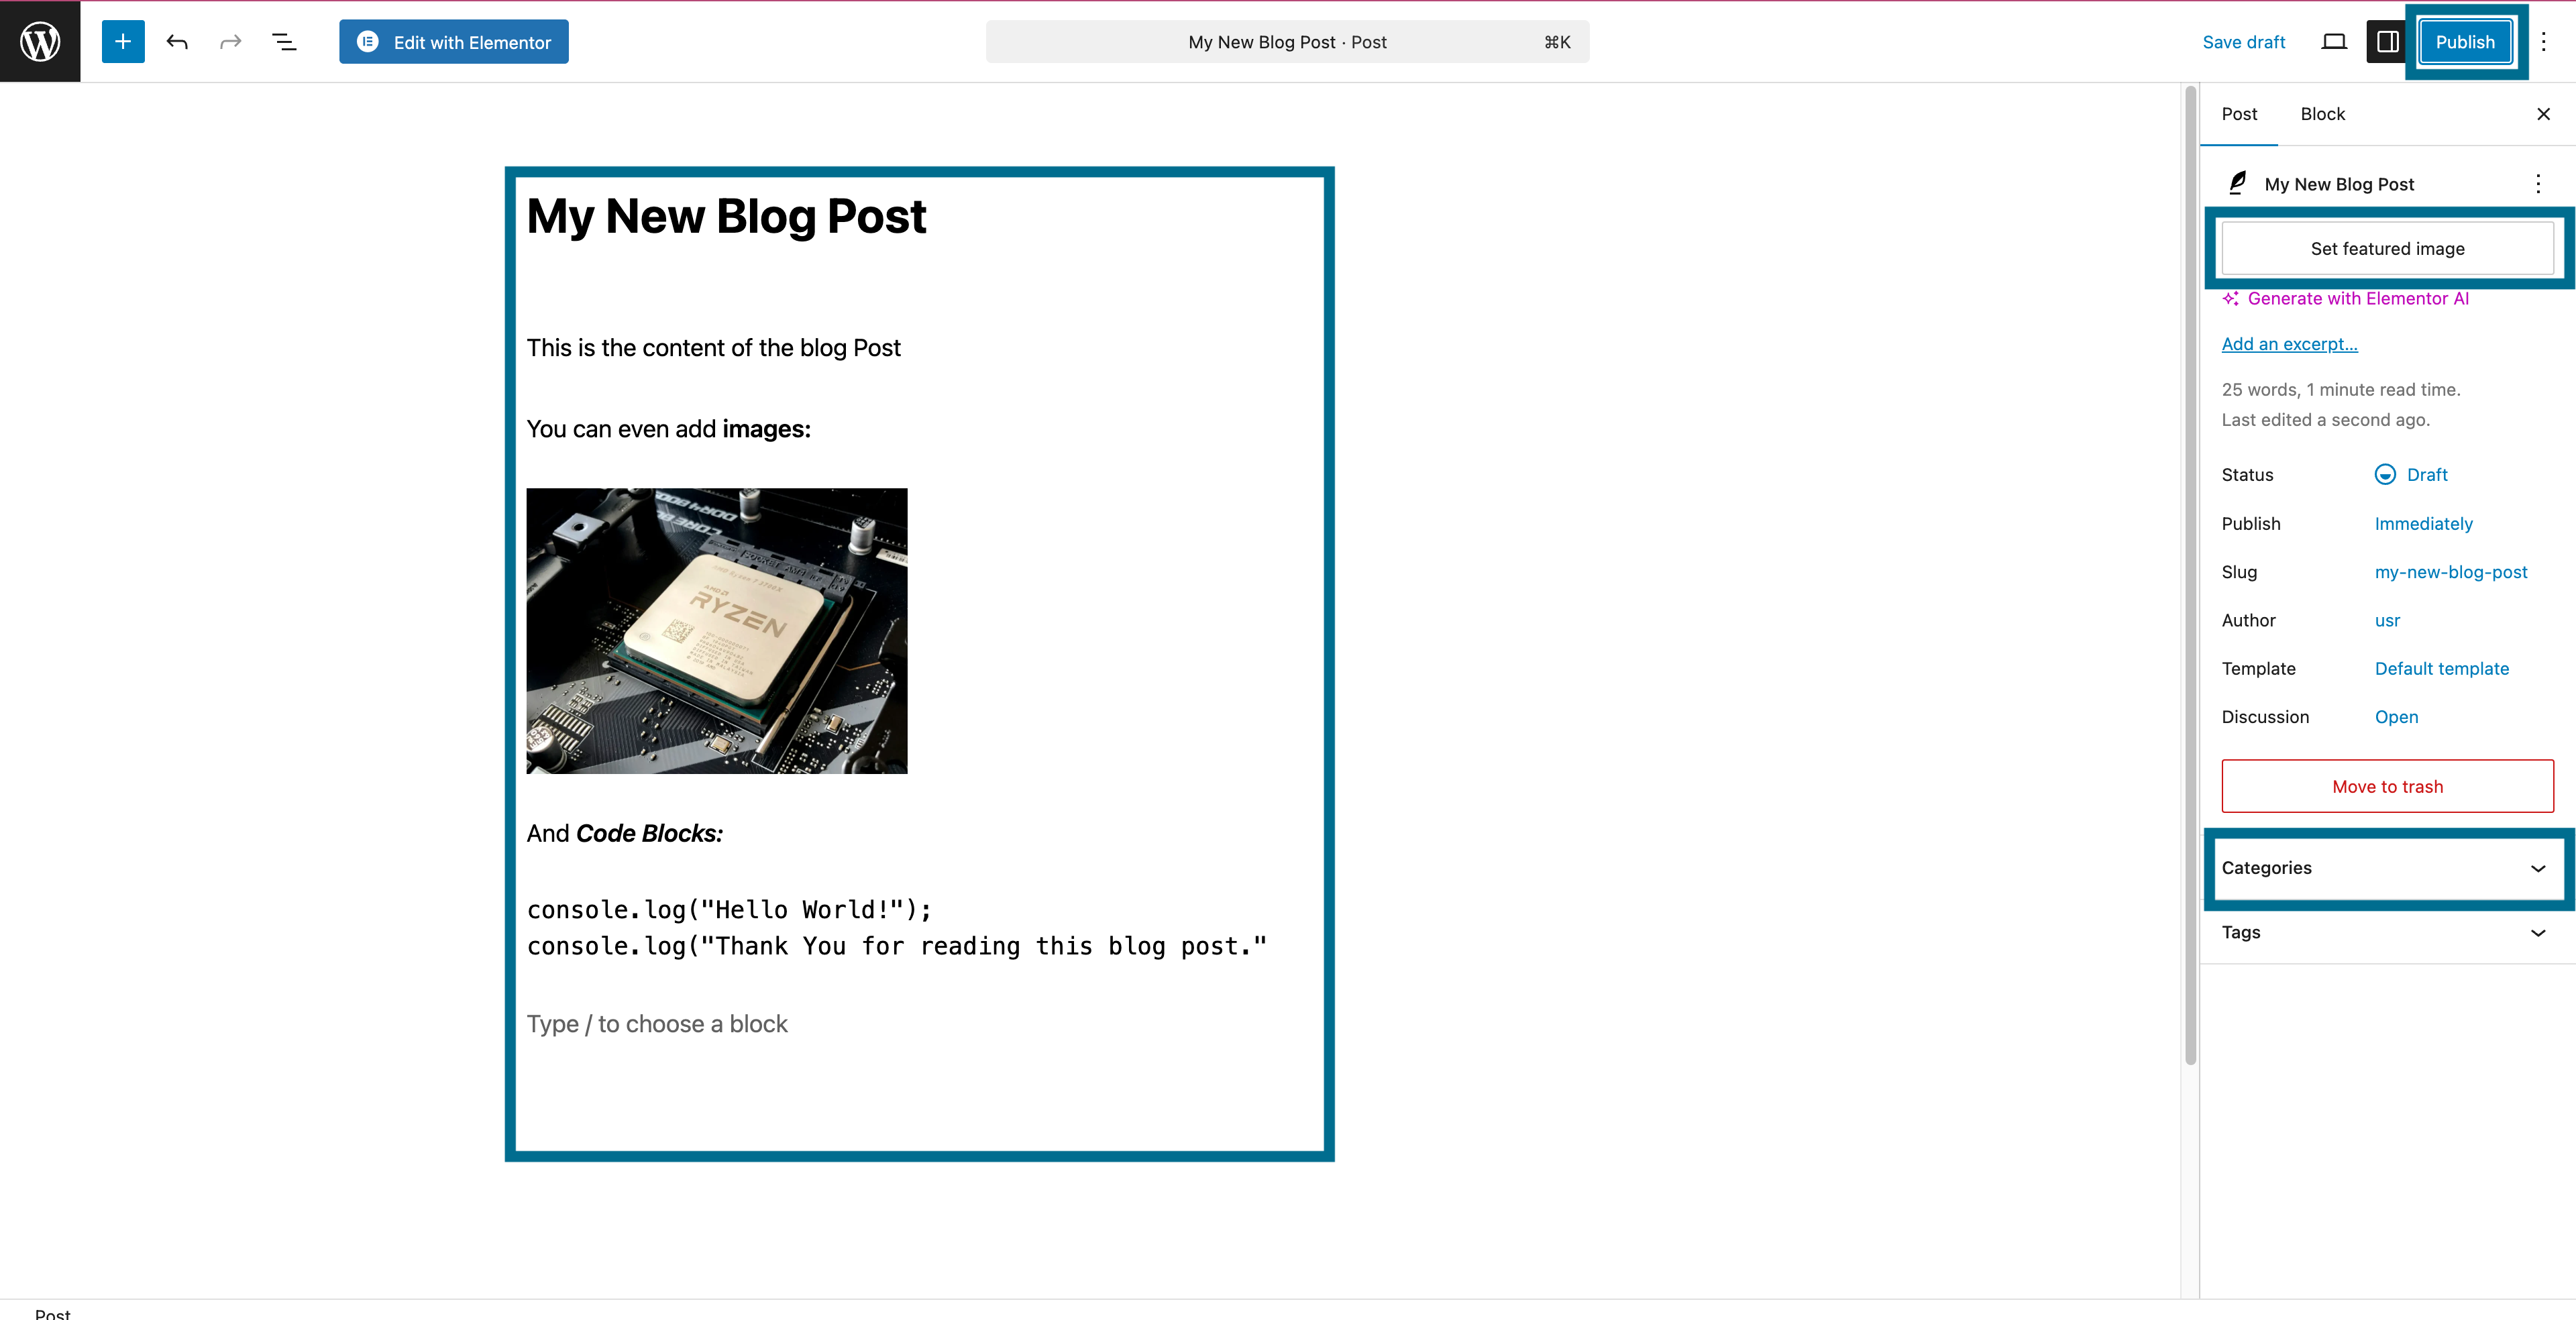 Edit with Elementor
My New Blog Post · Post
⌘K
Save draft
Publish
Post
Block
My New Blog Post
Set featured image
Generate with Elementor AI
Add an excerpt...
25 words, 1 minute read time.
Last edited a second ago.
Status Draft
Publish Immediately
Slug my-new-blog-post
Author usr
Template Default template
Discussion Open
Move to trash
Categories
Tags
My New Blog Post
This is the content of the blog Post
You can even add images:
AMD
RYZEN
And Code Blocks:
console.log("Hello World!");
console.log("Thank You for reading this blog post."
Type / to choose a block
Post